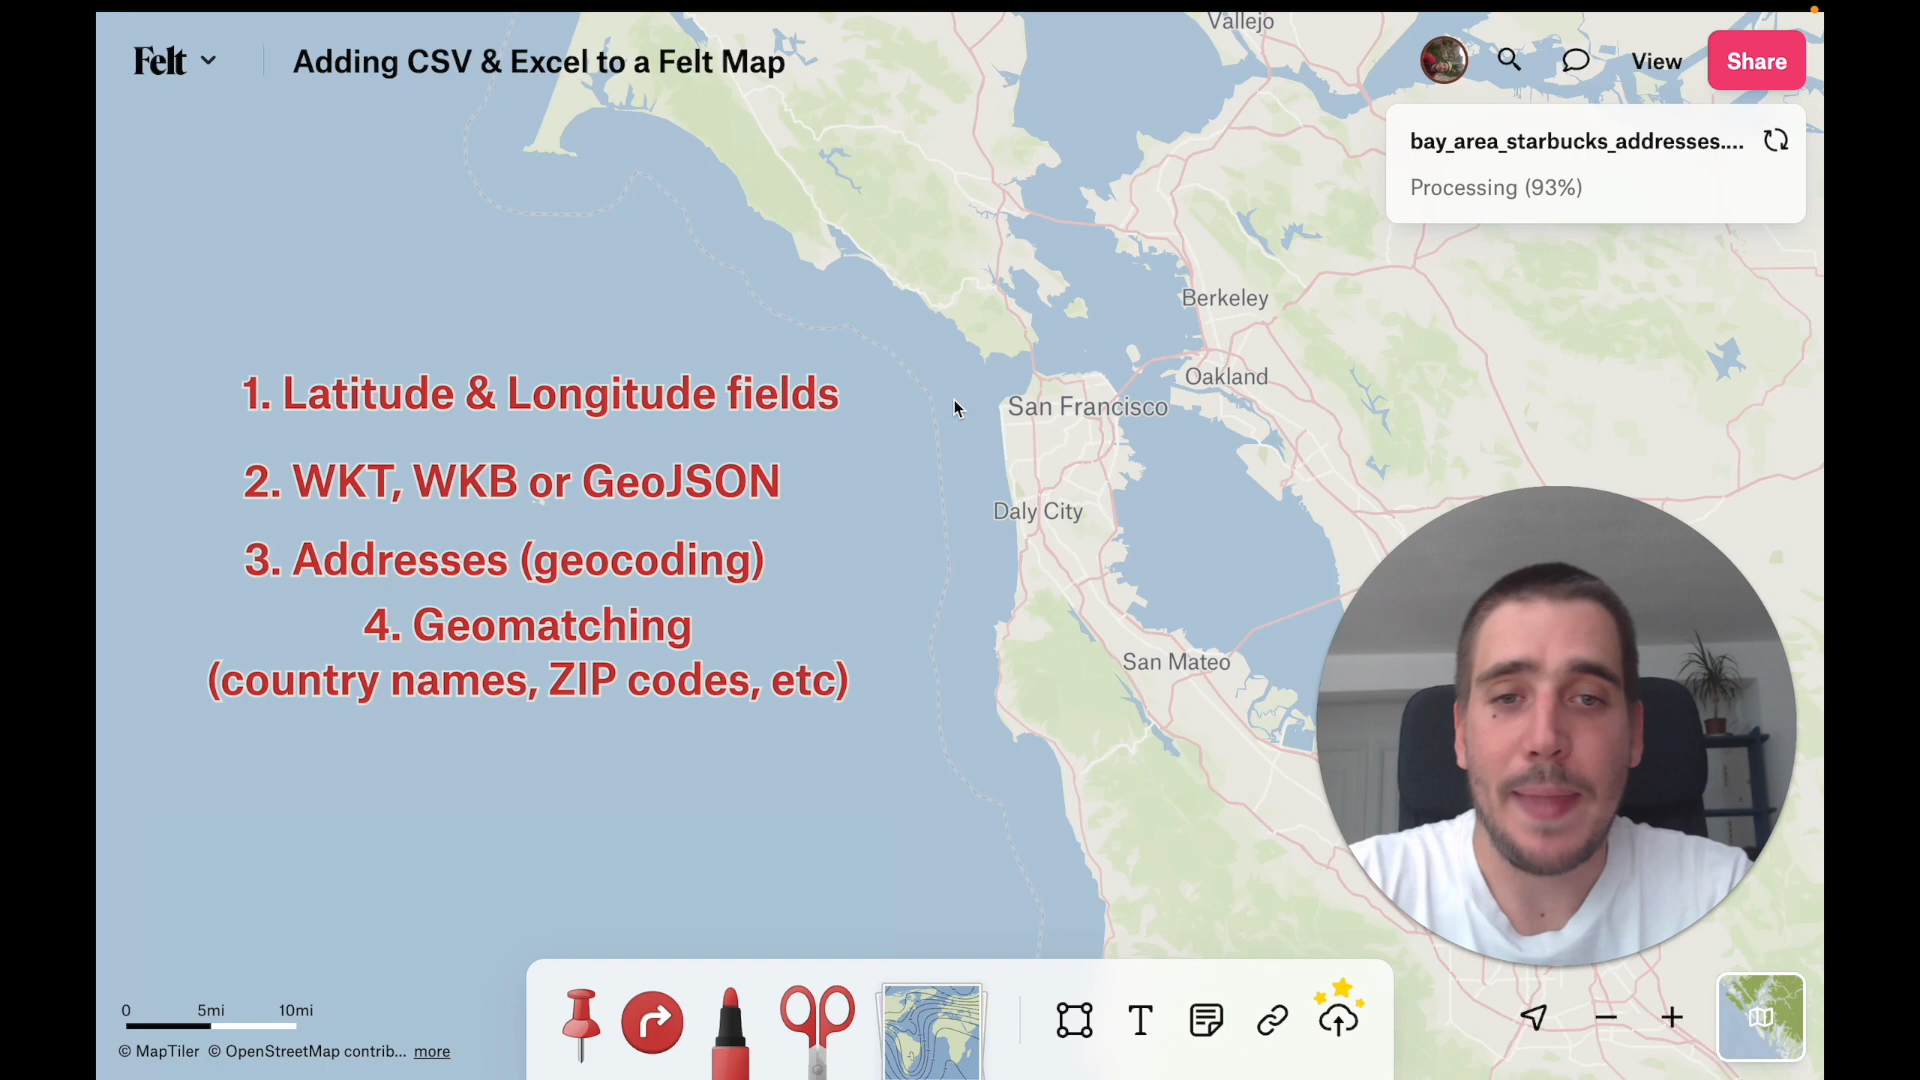 Felt
Adding CSV & Excel to a Felt Map
View
Share
bay_area_starbucks_addresses....
Processing (93%)
Vallejo
Berkeley
Oakland
San Francisco
Daly City
San Mateo
1. Latitude & Longitude fields
2. WKT, WKB or GeoJSON
3. Addresses (geocoding)
4. Geomatching
(country names, ZIP codes, etc)
0 5mi 10mi
© MapTiler © OpenStreetMap contrib... more
T